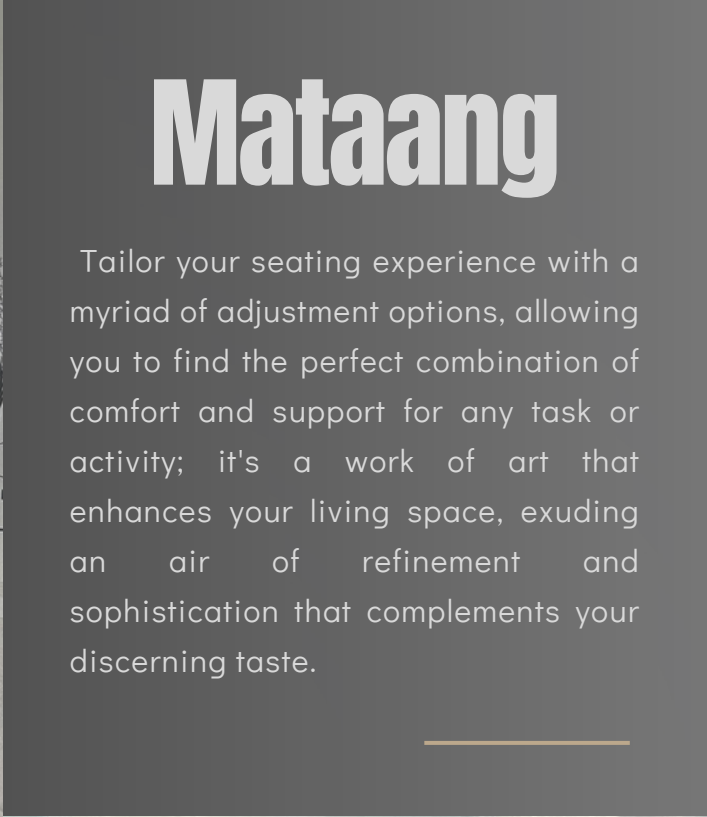 Mataang
Tailor your seating experience with a
myriad of adjustment options, allowing
you to find the perfect combination of
comfort and support for any task or
activity; it's a work of art that
enhances your living space, exuding
an air of refinement and
sophistication that complements your
discerning taste.